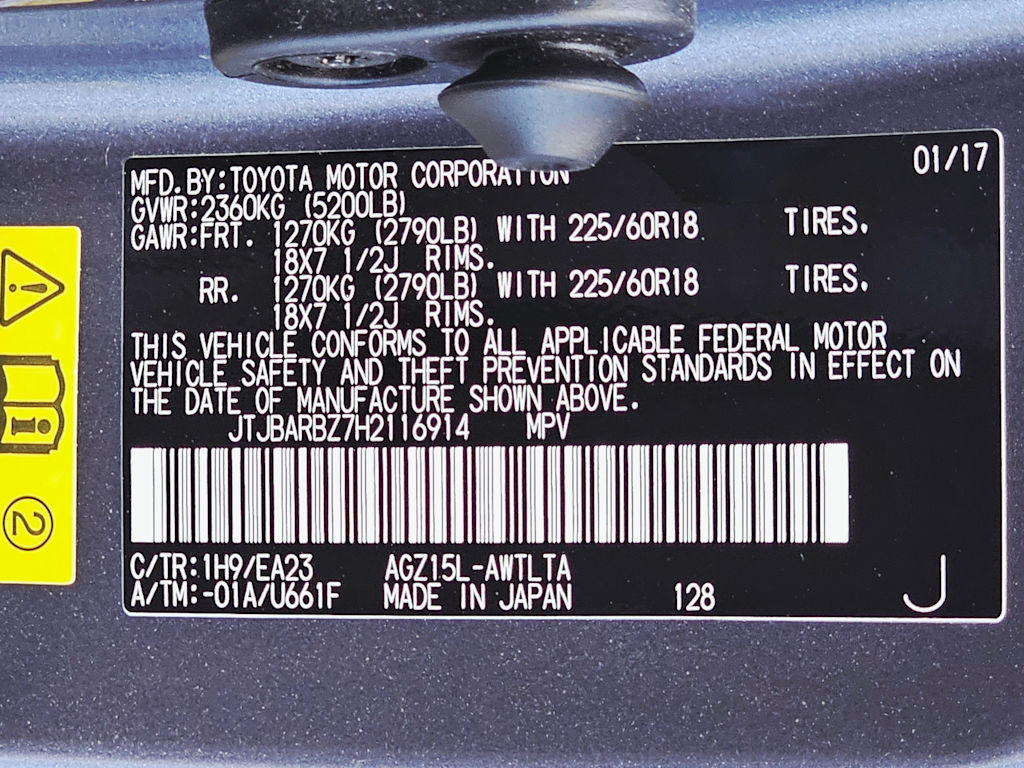 01/17
MFD.BY:TOYOTA MOTOR CORPORATION
GVWR:2360KG (5200LB)
GAWR:FRT. 1270KG (2790LB) WITH 225/60R18 TIRES.
18X7 1/2J RIMS.
RR. 1270KG (2790LB) WITH 225/60R18 TIRES.
18X7 1/2J RIMS.
THIS VEHICLE CONFORMS TO ALL APPLICABLE FEDERAL MOTOR
VEHICLE SAFETY AND THEFT PREVENTION STANDARDS IN EFFECT ON
THE DATE OF MANUFACTURE SHOWN ABOVE.
JTJBARBZ7H2116914 MPV
C/TR:1H9/EA23 AGZ15L-AWTLTA
A/TM:-01A/U661F MADE IN JAPAN 128 J
2